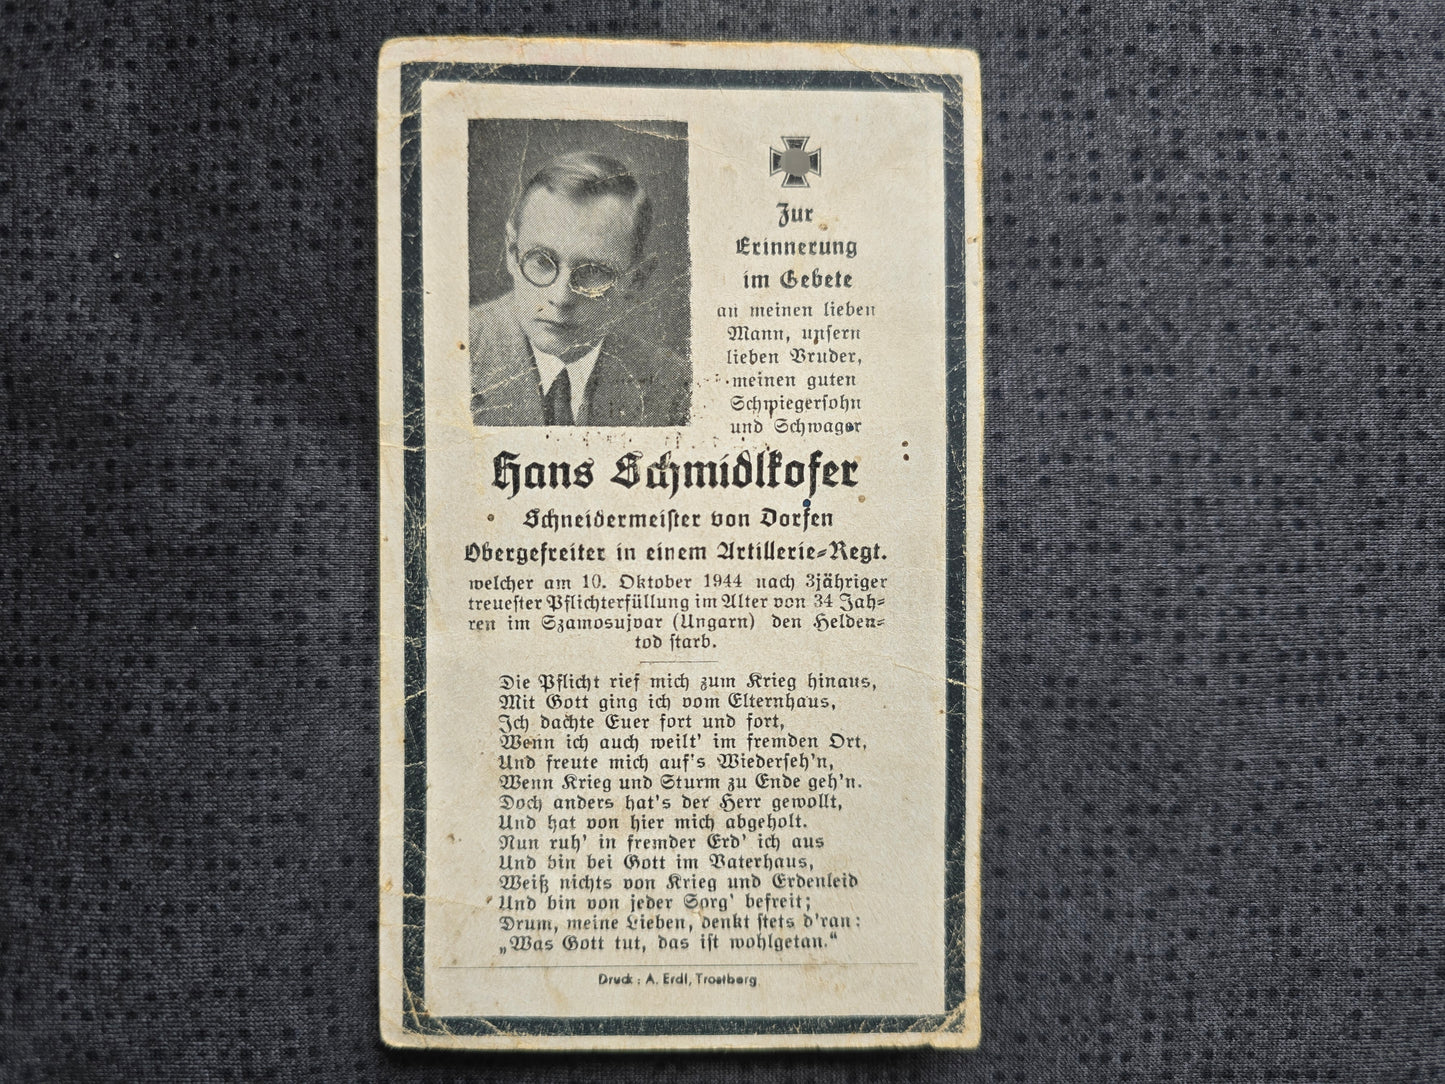 Zur
Erinnerung
im Gebete
an meinen lieben
Mann, unsern
lieben Bruder,
meinen guten
Schwiegersohn
und Schwager
Hans Schmidlkofer
Schneidermeister von Dorfen
Obergefreiter in einem Artillerie-Regt.
welcher am 10. Oktober 1944 nach 3jähriger
treuester Pflichterfüllung im Alter von 34 Jah-
ren im Szamosujvar (Ungarn) den Helden-
tod starb.
Die Pflicht rief mich zum Krieg hinaus,
Mit Gott ging ich vom Elternhaus,
Ich dachte Euer fort und fort,
Wenn ich auch weilt' im fremden Ort,
Und freute mich auf's Wiederseh'n,
Wenn Krieg und Sturm zu Ende geh'n.
Doch anders hat's der Herr gewollt,
Und hat von hier mich abgeholt.
Nun ruh' in fremder Erd' ich aus
Und bin bei Gott im Vaterhaus,
Weiß nichts von Krieg und Erdenleid
Und bin von jeder Sorg' befreit;
Drum, meine Lieben, denkt stets d'ran:
„Was Gott tut, das ist wohlgetan.“
Druck : A. Erdl, Trostberg